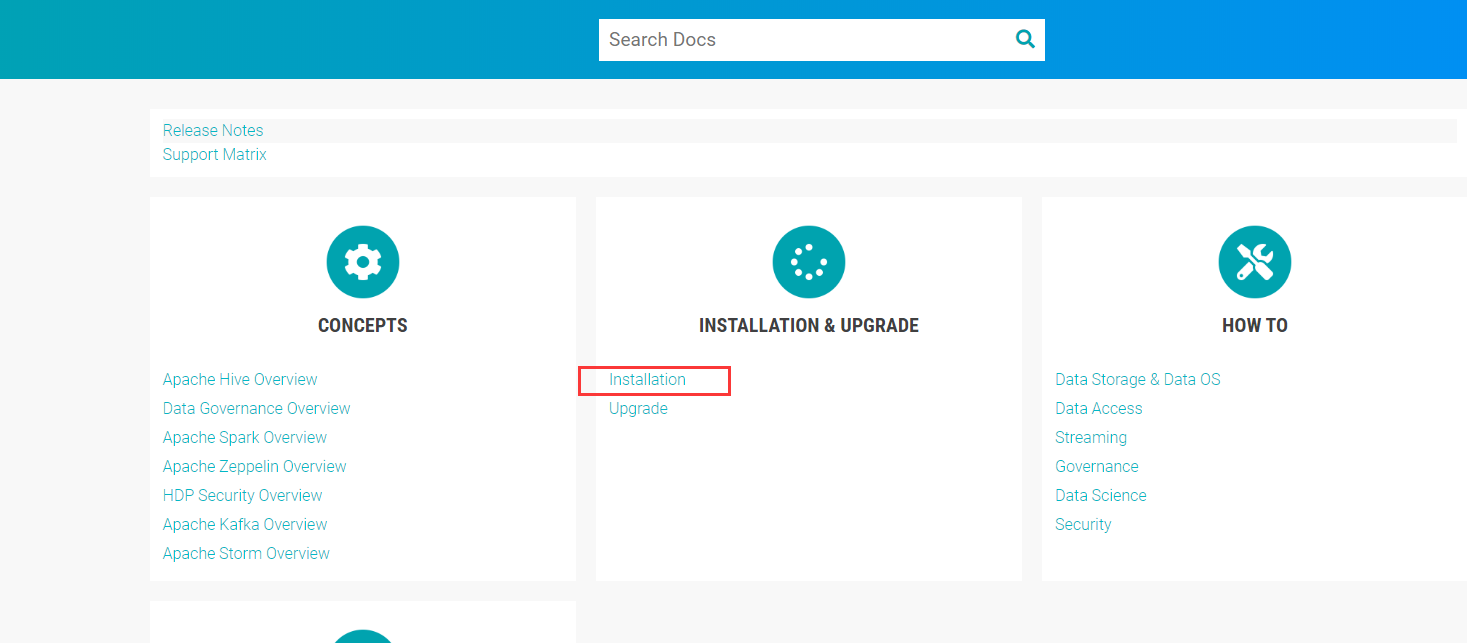 Search Docs
Release Notes
Support Matrix
CONCEPTS
Apache Hive Overview
Data Governance Overview
Apache Spark Overview
Apache Zeppelin Overview
HDP Security Overview
Apache Kafka Overview
Apache Storm Overview
INSTALLATION & UPGRADE
Installation
Upgrade
HOW TO
Data Storage & Data OS
Data Access
Streaming
Governance
Data Science
Security